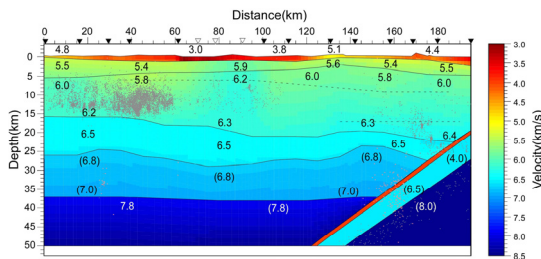 Distance(km)
0 20 40 60 80 100 120 140 160 180
4.8 3.0 3.8 5.1 4.4
0 5.5 5.4 5.9 5.6 5.4 5.5
5 6.0 5.8 6.2 6.0 5.8 6.0
10
15 6.2 6.3 6.3
20 6.5 6.5 6.5 6.4
25 (6.8) (6.8) (6.8) (4.0)
30
35 (7.0) (7.0) (6.5)
40 7.8 (7.8) (8.0)
45
50
Depth(km)
3.0
3.5
4.0
4.5
5.0
5.5
6.0
6.5
7.0
7.5
8.0
8.5
Velocity(km/s)